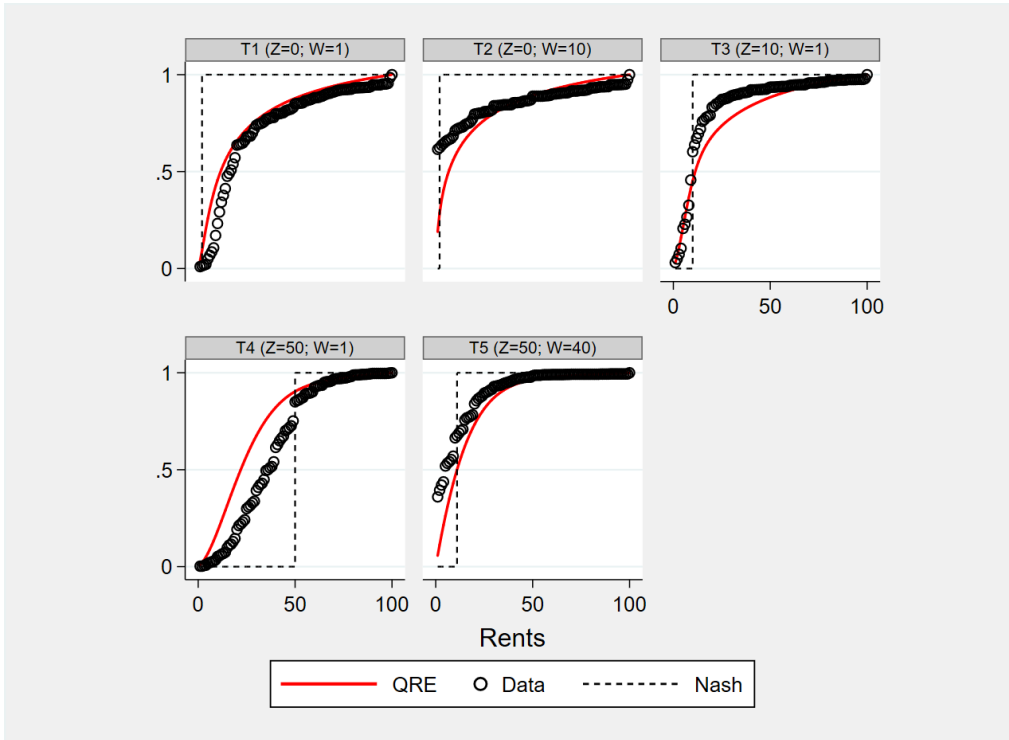 T1 (Z=0; W=1)
T2 (Z=0; W=10)
T3 (Z=10; W=1)
1
.5
0
0
50
100
T4 (Z=50; W=1)
T5 (Z=50; W=40)
1
.5
0
0
50
100
0
50
100
Rents
QRE
Data
Nash